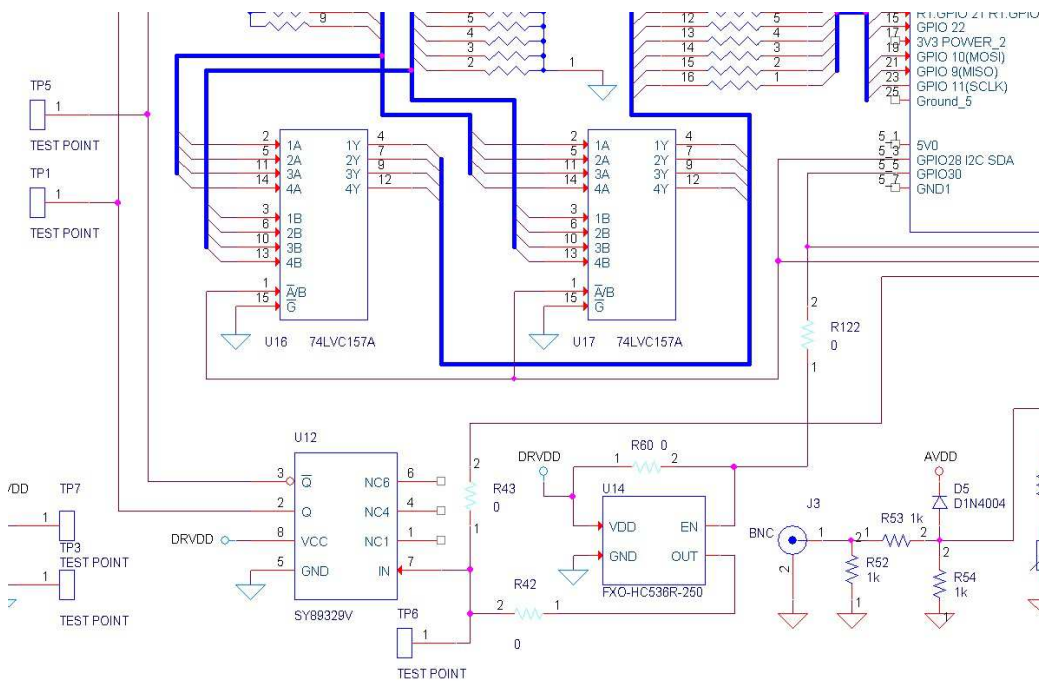 9
5
4
3
2
1
12
13
14
15
16
5
4
3
2
1
15
17
19
21
23
25
GPIO 22
3V3 POWER_2
GPIO 10(MOSI)
GPIO 9(MISO)
GPIO 11(SCLK)
Ground_5
TP5
1
TEST POINT
TP1
1
TEST POINT
2
5
11
14
3
6
10
13
1
15
1A
2A
3A
4A
1B
2B
3B
4B
A/B
G
1Y
2Y
3Y
4Y
4
7
9
12
U16 74LVC157A
2
5
11
14
3
6
10
13
1
15
1A
2A
3A
4A
1B
2B
3B
4B
A/B
G
1Y
2Y
3Y
4Y
4
7
9
12
U17 74LVC157A
5_1
5_3
5_5
5_7
5V0
GPIO28 I2C SDA
GPIO30
GND1
2
R122
0
1
U12
3
2
8
5
Q
Q
VCC
GND
NC6
NC4
NC1
IN
6
4
1
7
DRVDD
SY89329V
2
R43
0
1
TP7
1
TP3
TEST POINT
1
TEST POINT
TP6
1
TEST POINT
R42
2
1
0
DRVDD
R60 0
1
2
U14
VDD
GND
EN
OUT
FXO-HC536R-250
J3
BNC
1
2
2
R52
1k
1
R53 1k
1
2
AVDD
D5
D1N4004
2
R54
1k
1